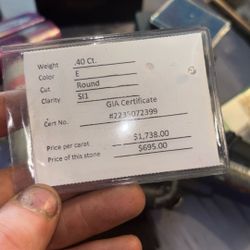 Weight .40 Ct.
Color E
Cut Round
Clarity SI1
GIA Certificate
Cert No. #2235072399
Price per carat $1,738.00
Price of this stone $695.00